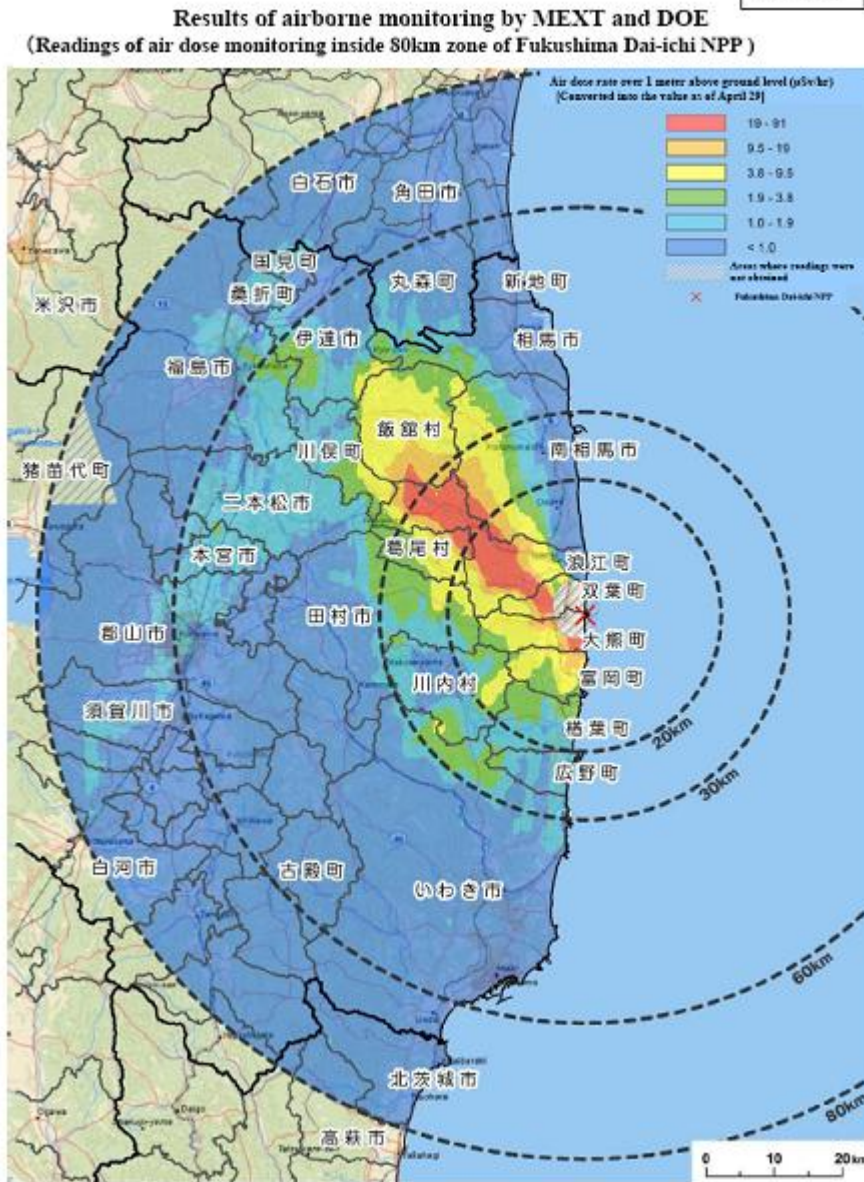 Results of airborne monitoring by MEXT and DOE
(Readings of air dose monitoring inside 80km zone of Fukushima Dai-ichi NPP )
Air dose rate over 1 meter above ground level (μSv/hr)
[Converted into the value as of April 29]
19 - 91
9.5 - 19
3.8 - 9.5
1.9 - 3.8
1.0 - 1.9
< 1.0
Areas where readings were
not obtained
Fukushima Dai-ichi NPP
白石市
角田市
国見町
丸森町
新地町
桑折町
米沢市
伊達市
相馬市
福島市
飯舘村
川俣町
南相馬市
猪苗代町
二本松市
葛尾村
本宮市
浪江町
双葉町
田村市
郡山市
大熊町
川内村
富岡町
須賀川市
楢葉町
20km
広野町
30km
白河市
古殿町
いわき市
60km
北茨城市
80km
高萩市
0 10 20km